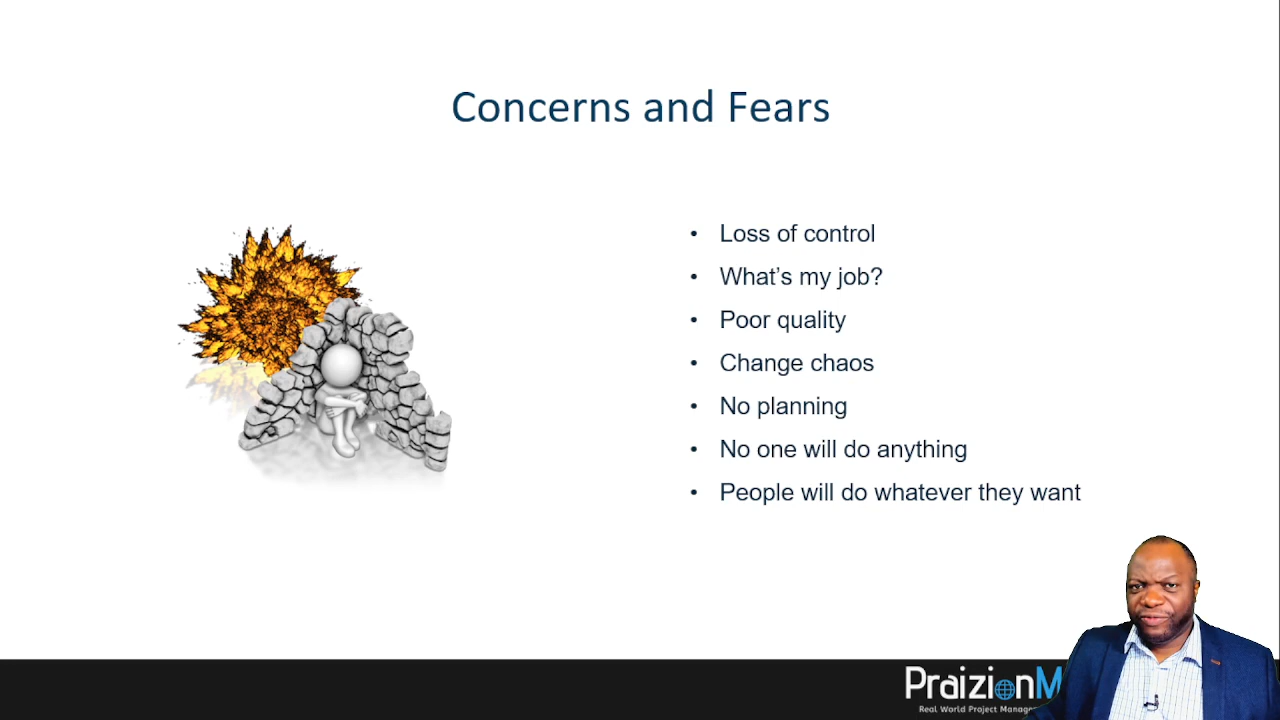 Concerns and Fears
• Loss of control
• What's my job?
• Poor quality
• Change chaos
• No planning
• No one will do anything
• People will do whatever they want
PraizionM
Real World Project Manage